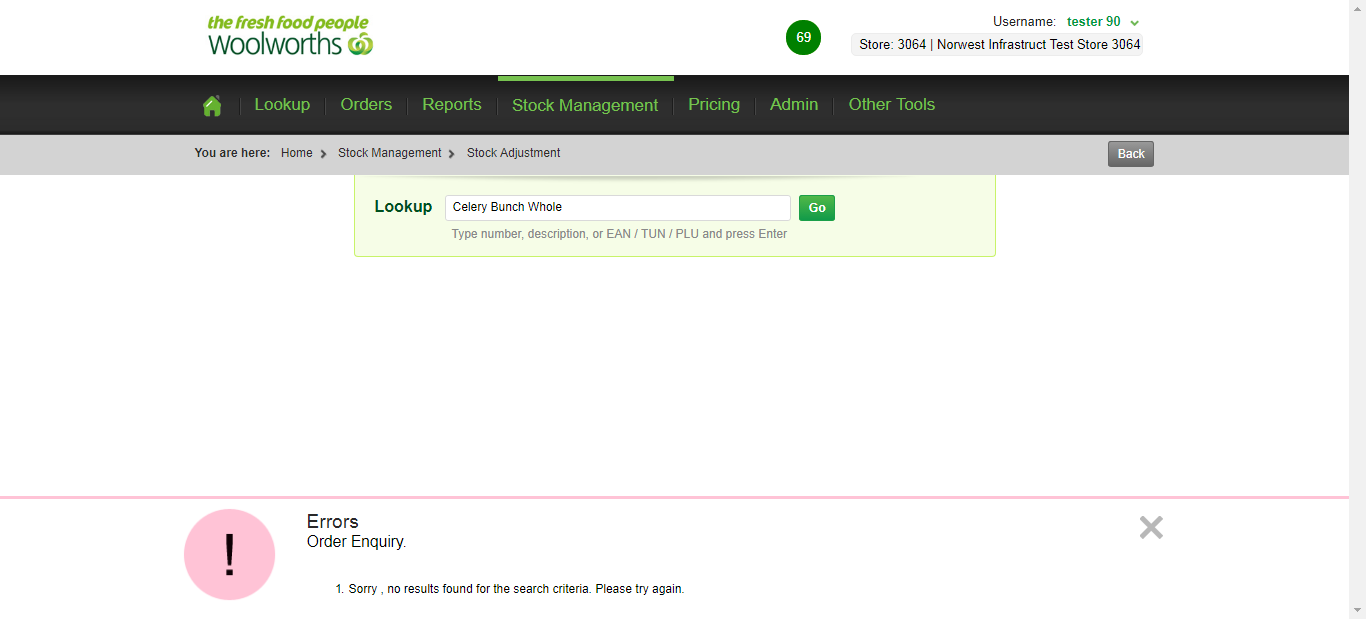 the fresh food people
Woolworths
69
Username: tester 90
Store: 3064 | Norwest Infrastruct Test Store 3064
Lookup Orders Reports Stock Management Pricing Admin Other Tools
You are here: Home Stock Management Stock Adjustment Back
Lookup Celery Bunch Whole Go
Type number, description, or EAN / TUN / PLU and press Enter
!
Errors
Order Enquiry.
1. Sorry , no results found for the search criteria. Please try again.